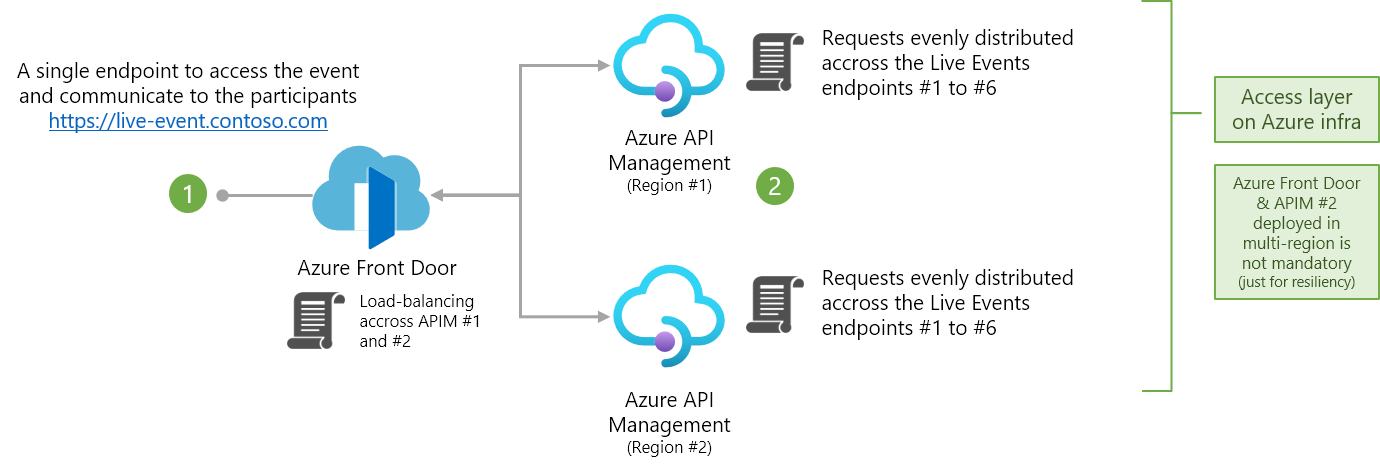 A single endpoint to access the event
and communicate to the participants
https://live-event.contoso.com
1
Azure Front Door
Load-balancing
accross APIM #1
and #2
Azure API
Management
(Region #1)
2
Requests evenly distributed
accross the Live Events
endpoints #1 to #6
Azure API
Management
(Region #2)
Requests evenly distributed
accross the Live Events
endpoints #1 to #6
Access layer
on Azure infra
Azure Front Door
& APIM #2
deployed in
multi-region is
not mandatory
(just for resiliency)